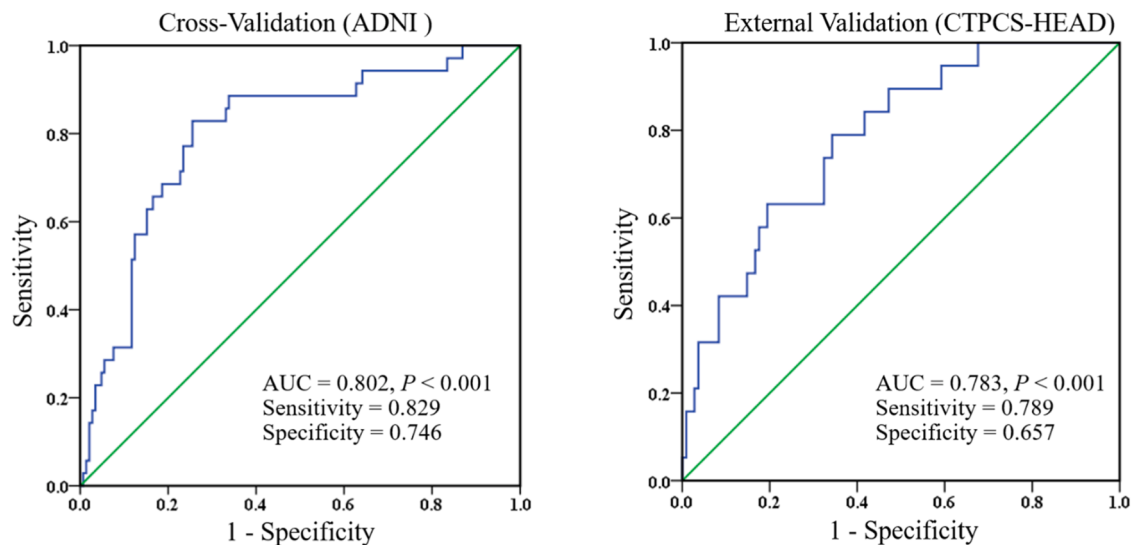 Cross-Validation (ADNI )
1.0
0.8
0.6
0.4
0.2
0.0
Sensitivity
AUC = 0.802, P < 0.001
Sensitivity = 0.829
Specificity = 0.746
0.0 0.2 0.4 0.6 0.8 1.0
1 - Specificity
External Validation (CTPCS-HEAD)
1.0
0.8
0.6
0.4
0.2
0.0
Sensitivity
AUC = 0.783, P < 0.001
Sensitivity = 0.789
Specificity = 0.657
0.0 0.2 0.4 0.6 0.8 1.0
1 - Specificity